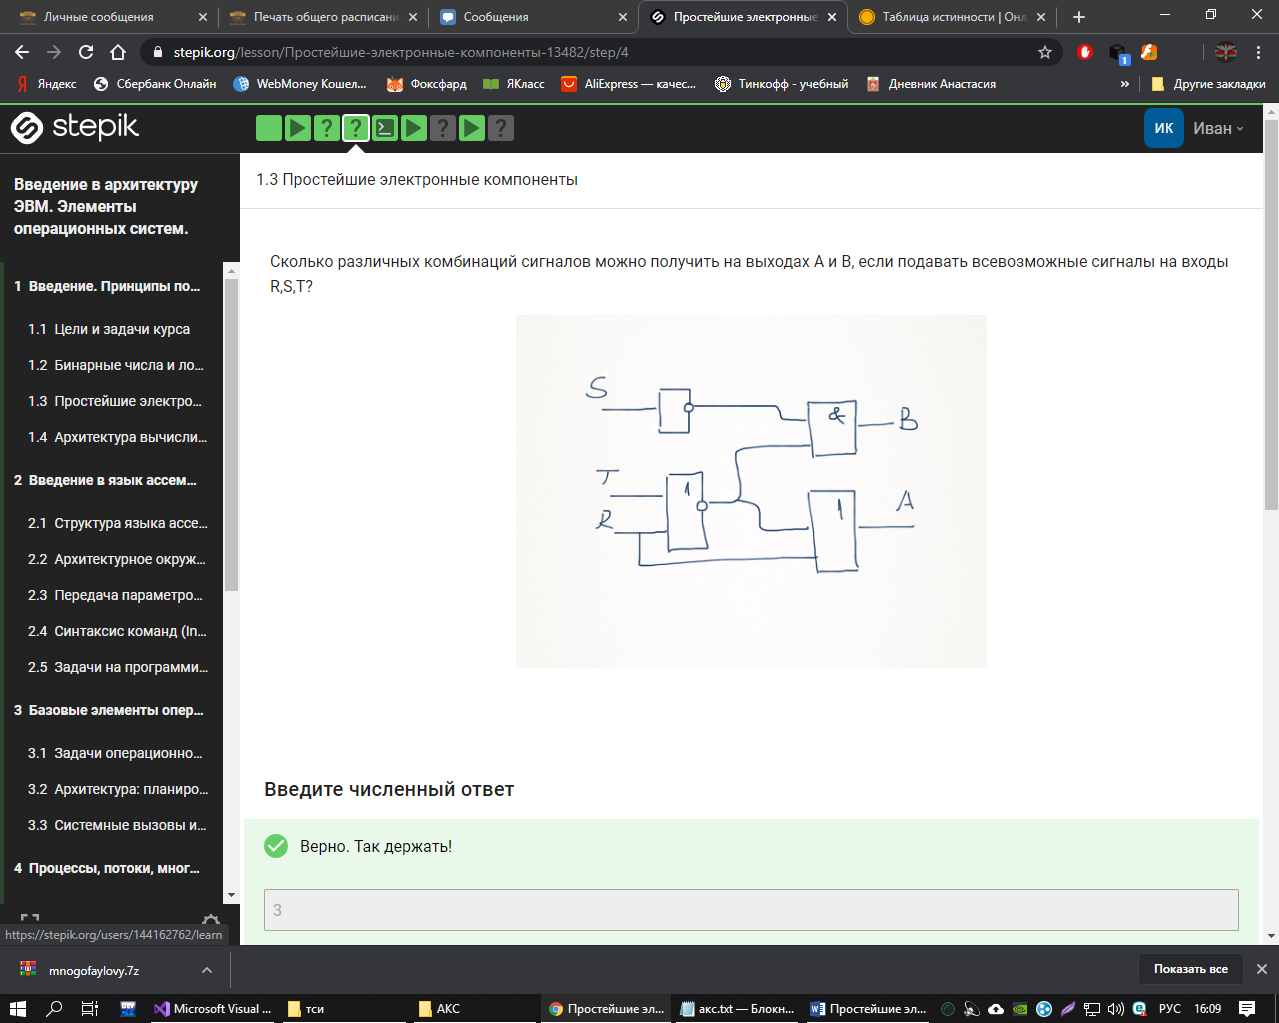 Личные сообщения
Печать общего расписани
Сообщения
Простейшие электронные
Таблица истинности | Онл
stepik.org/lesson/Простейшие-электронные-компоненты-13482/step/4
1
Яндекс
Сбербанк Онлайн
WebMoney Кошел...
Фоксфорд
ЯКласс
AliExpress — качес...
Тинкофф - учебный
Дневник Анастасия
»
Другие закладки
stepik
? ? ? ?
ИК
Иван
Введение в архитектуру
ЭВМ. Элементы
операционных систем.
1 Введение. Принципы по...
1.1 Цели и задачи курса
1.2 Бинарные числа и ло...
1.3 Простейшие электро...
1.4 Архитектура вычисли...
2 Введение в язык ассем...
2.1 Структура языка ассе...
2.2 Архитектурное окруж...
2.3 Передача параметро...
2.4 Синтаксис команд (In...
2.5 Задачи на программи...
3 Базовые элементы опер...
3.1 Задачи операционно...
3.2 Архитектура: планиро...
3.3 Системные вызовы и...
4 Процессы, потоки, мног...
https://stepik.org/users/144162762/learn
1.3 Простейшие электронные компоненты
Сколько различных комбинаций сигналов можно получить на выходах A и B, если подавать всевозможные сигналы на входы
R,S,T?
S
& B
T 1
R
1 A
Введите численный ответ
Верно. Так держать!
3
mnogofaylovy.7z
Показать все
Microsoft Visual ...
тси
АКС
Простейшие эл...
акс.txt — Блокн...
Простейшие эл...
РУС
16:09